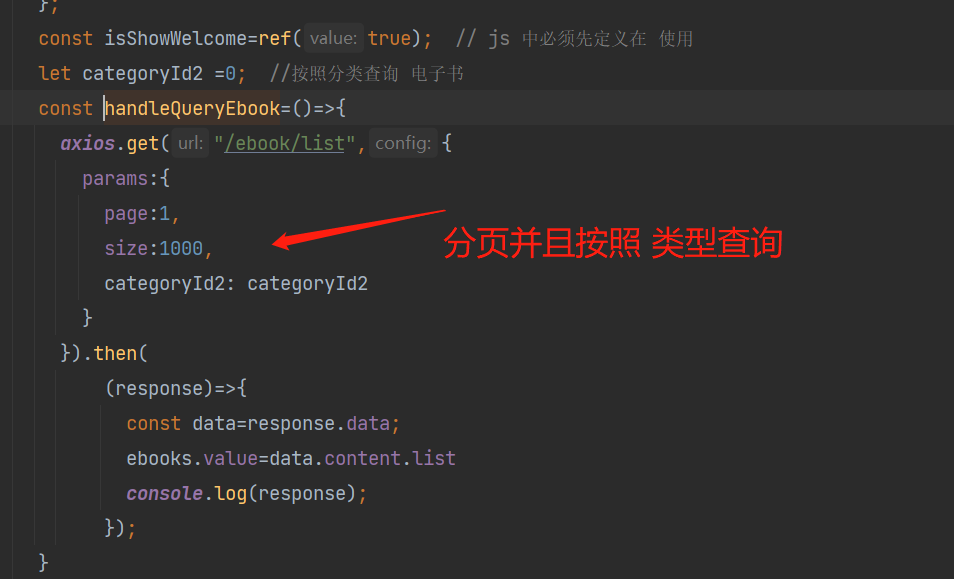 };
const isShowWelcome=ref( value: true);  // js 中必须先定义在 使用
let categoryId2 =0;  //按照分类查询 电子书
const handleQueryEbook=()=>{
axios.get( url: "/ebook/list", config: {
params:{
page:1,
size:1000,
分页并且按照 类型查询
categoryId2: categoryId2
}
}).then(
(response)=>{
const data=response.data;
ebooks.value=data.content.list
console.log(response);
});
}